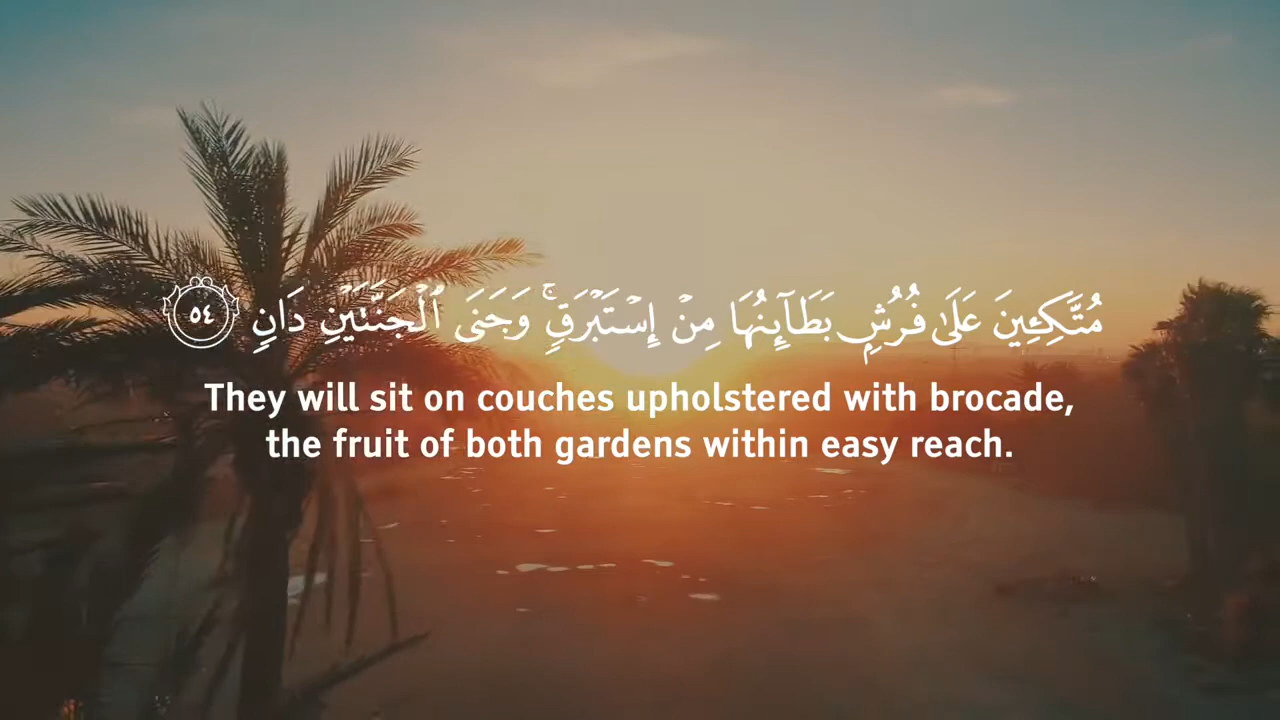 مُتَّكِـِٔينَ عَلَىٰ فُرُشٍۭ بَطَآئِنُهَا مِنْ إِسْتَبْرَقٍۚ وَجَنَى ٱلْجَنَّتَيْنِ دَانٍ ٥٤
They will sit on couches upholstered with brocade,
the fruit of both gardens within easy reach.